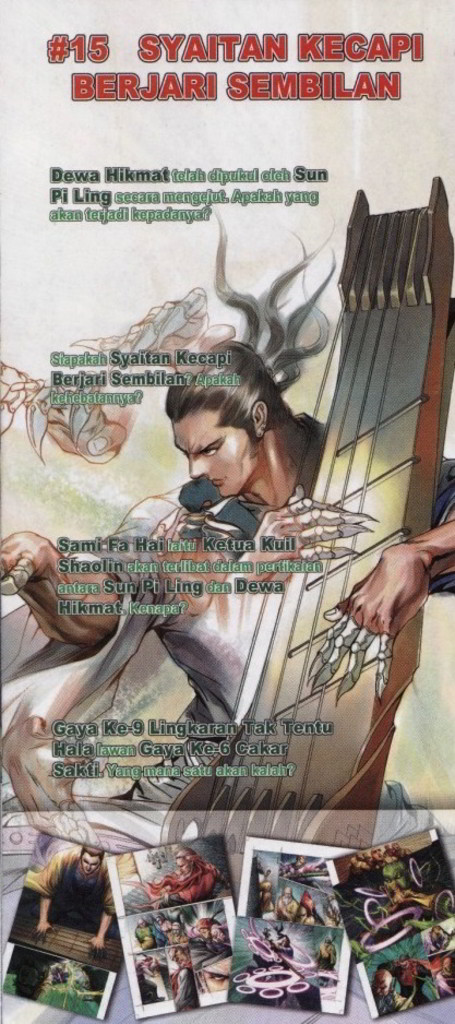 #15 SYAITAN KECAPI
BERJARI SEMBILAN
Dewa Hikmat telah dipukul oleh Sun
Pi Ling secara mengejut. Apakah yang
akan terjadi kepadanya?
Siapakah Syaitan Kecapi
Berjari Sembilan? Apakah
kehebatannya?
Sami Fa Hai iaitu Ketua Kuil
Shaolin akan terlibat dalam pertikaian
antara Sun Pi Ling dan Dewa
Hikmat. Kenapa?
Gaya Ke-9 Lingkaran Tak Tentu
Hala lawan Gaya Ke-6 Cakar
Sakti. Yang mana satu akan kalah?